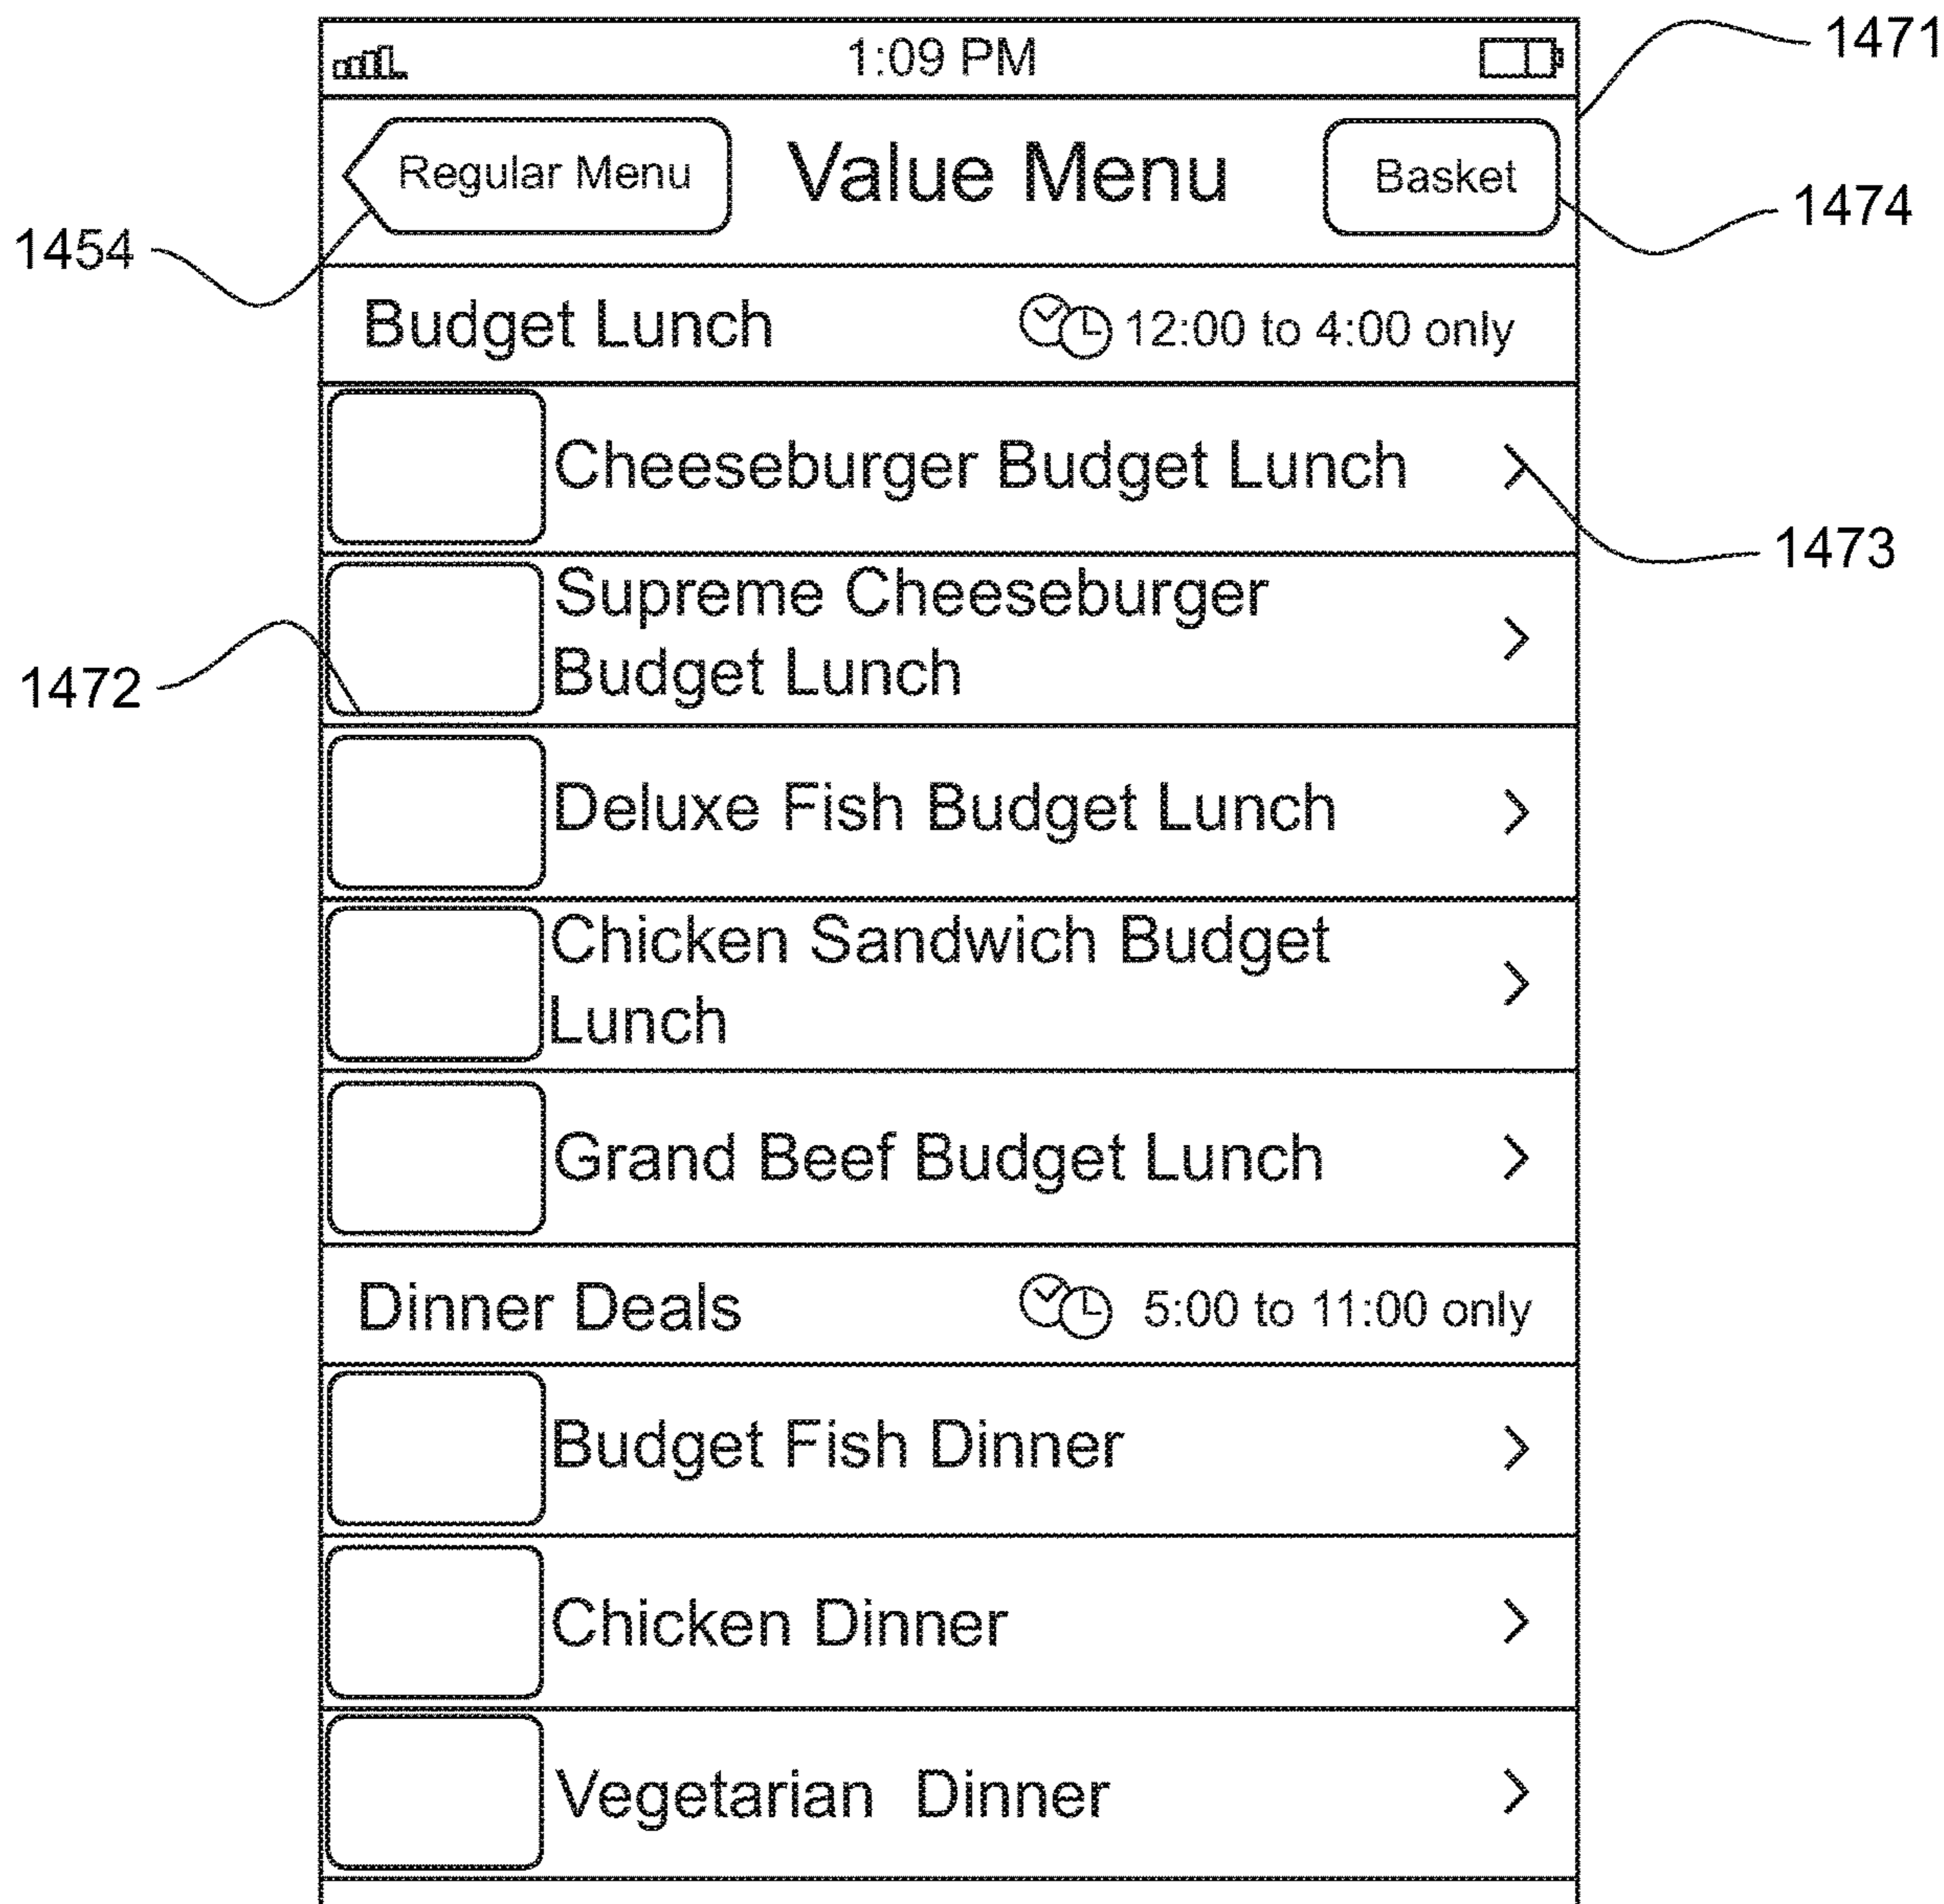 1:09 PM
1471
Regular Menu
Value Menu
Basket
1474
1454
Budget Lunch
12:00 to 4:00 only
Cheeseburger Budget Lunch
1473
Supreme Cheeseburger
Budget Lunch
1472
Deluxe Fish Budget Lunch
Chicken Sandwich Budget
Lunch
Grand Beef Budget Lunch
Dinner Deals
5:00 to 11:00 only
Budget Fish Dinner
Chicken Dinner
Vegetarian Dinner